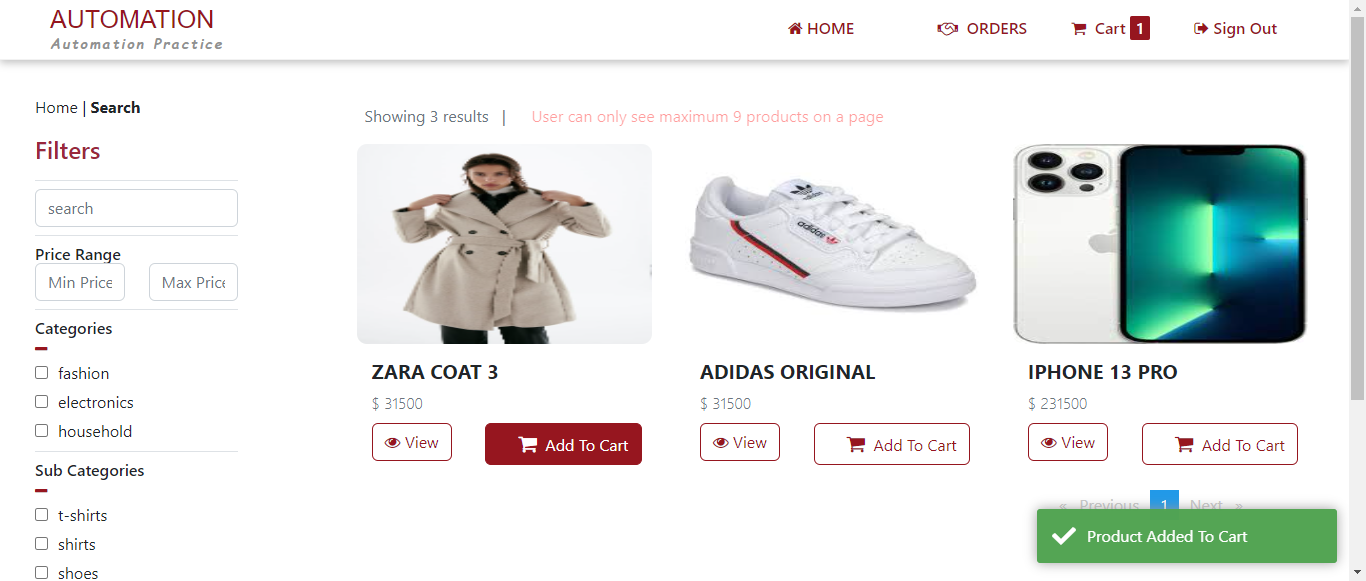 AUTOMATION
Automation Practice
HOME
ORDERS
Cart 1
Sign Out
Home | Search
Filters
search
Price Range
Min Price
Max Price
Categories
fashion
electronics
household
Sub Categories
t-shirts
shirts
shoes
Showing 3 results |
User can only see maximum 9 products on a page
adidas
ZARA COAT 3
$ 31500
View
Add To Cart
ADIDAS ORIGINAL
$ 31500
View
Add To Cart
IPHONE 13 PRO
$ 231500
View
Add To Cart
« Previous 1 Next »
Product Added To Cart